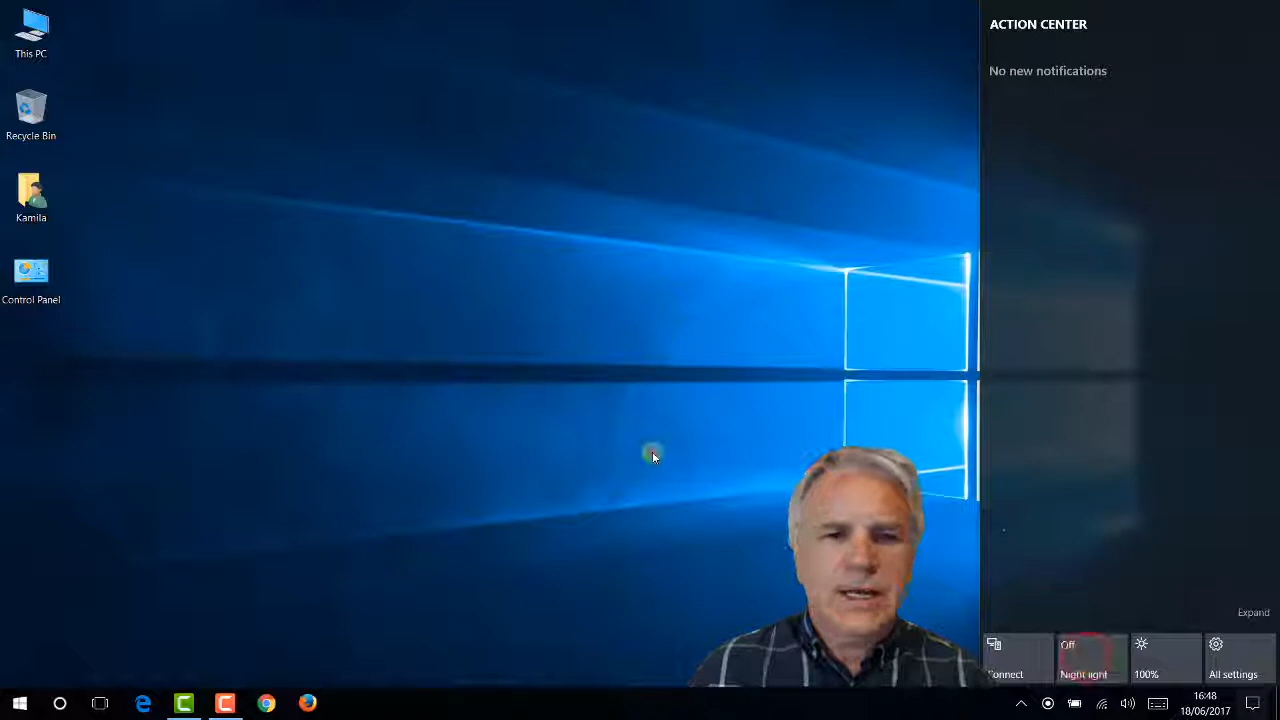 ACTION CENTER
No new notifications
This PC
Recycle Bin
Kamila
Control Panel
Expand
Off
onnect
Night light
100%
All settings
16:48
18/06/2017